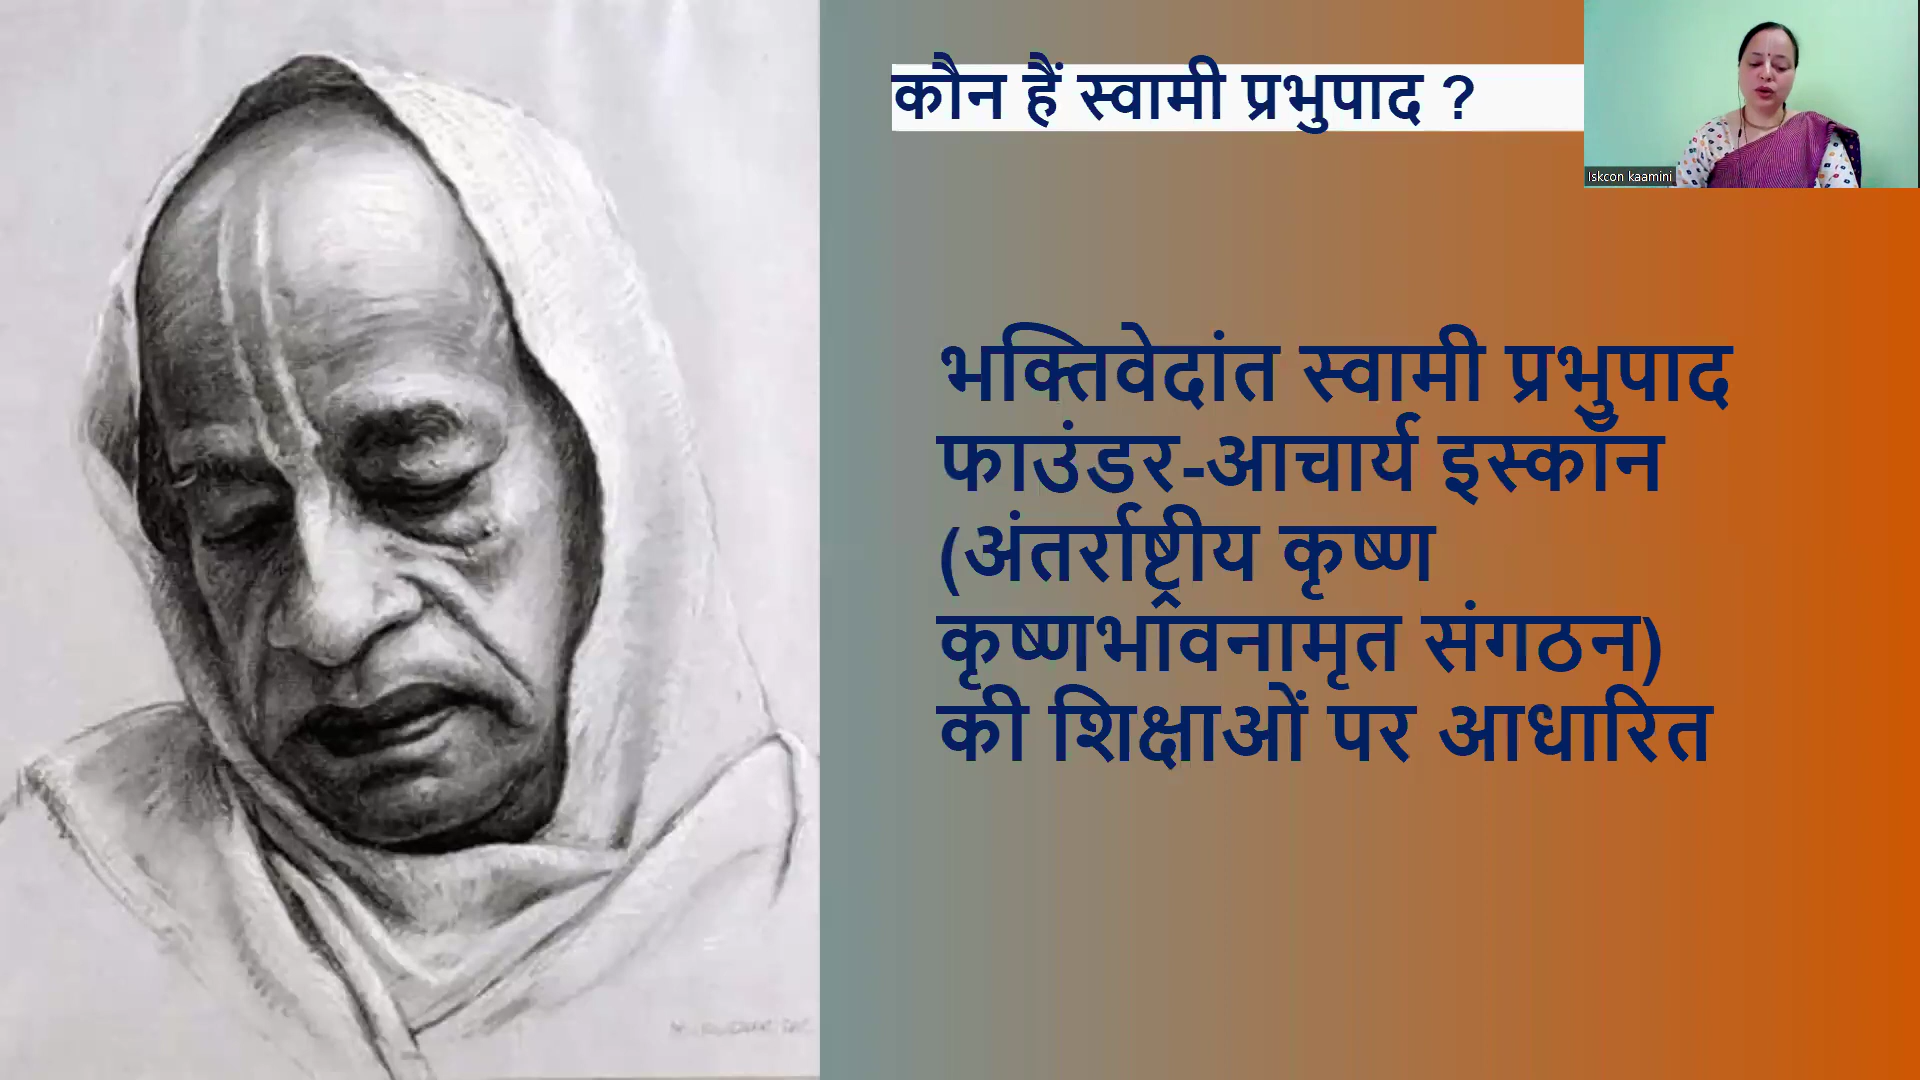 कौन हैं स्वामी प्रभुपाद ?
Iskcon kaamini
भक्तिवेदांत स्वामी प्रभुपाद
फाउंडर-आचार्य इस्कॉन
(अंतर्राष्ट्रीय कृष्ण
कृष्णभावनामृत संगठन)
की शिक्षाओं पर आधारित